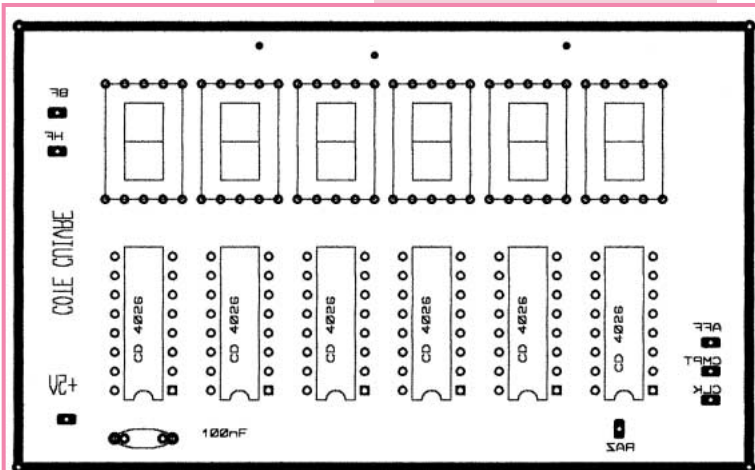 BF
HF
COTE CUIVRE
+5V
CD 4026
CD 4026
CD 4026
CD 4026
CD 4026
CD 4026
100nF
AFF
CMPT
CLK
RAZ